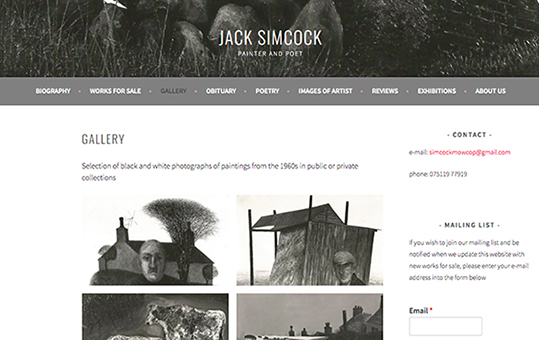 JACK SIMCOCK
PAINTER AND POET
BIOGRAPHY • WORKS FOR SALE • GALLERY • OBITUARY • POETRY • IMAGES OF ARTIST • REVIEWS • EXHIBITIONS • ABOUT US
GALLERY
Selection of black and white photographs of paintings from the 1960s in public or private
collections
- CONTACT -
e-mail: simcockmowcop@gmail.com
phone: 075119 77919
- MAILING LIST -
If you wish to join our mailing list and be
notified when we update this website with
new works for sale, please enter your e-mail
address into the form below
Email *